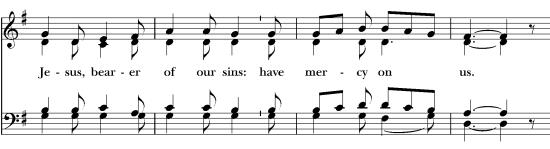 Je - sus, bear - er of our sins: have mer - cy on us.